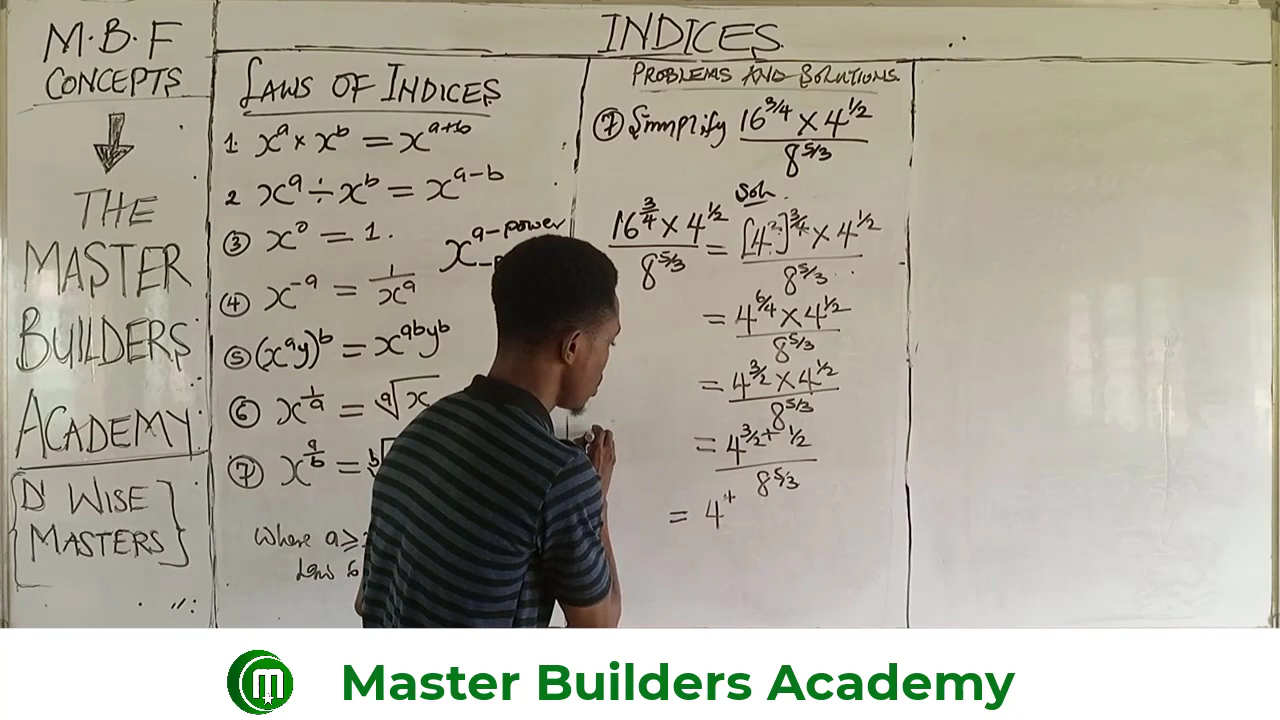 M.B.F
CONCEPTS
THE
MASTER
BUILDERS
ACADEMY
D' WISE
MASTERS
INDICES
LAWS OF INDICES
1. x^a × x^b = x^{a+b}
2 x^a ÷ x^b = x^{a-b}
③ x^0 = 1.
x^{a-power}
④ x^{-a} = 1/x^a
⑤ (x^a y)^b = x^{ab}y^b
⑥ x^{1/a} = ᵃ√x
⑦ x^{a/b} = ᵇ√
Where a ≥
Law 6
PROBLEMS AND SOLUTIONS
⑦ Simmplify 16^{3/4} × 4^{1/2} / 8^{5/3}
Soln.
16^{3/4} × 4^{1/2} / 8^{5/3} = [4^2]^{3/4} × 4^{1/2} / 8^{5/3}
= 4^{6/4} × 4^{1/2} / 8^{5/3}
= 4^{3/2} × 4^{1/2} / 8^{5/3}
= 4^{3/2 + 1/2} / 8^{5/3}
= 4^+
Master Builders Academy